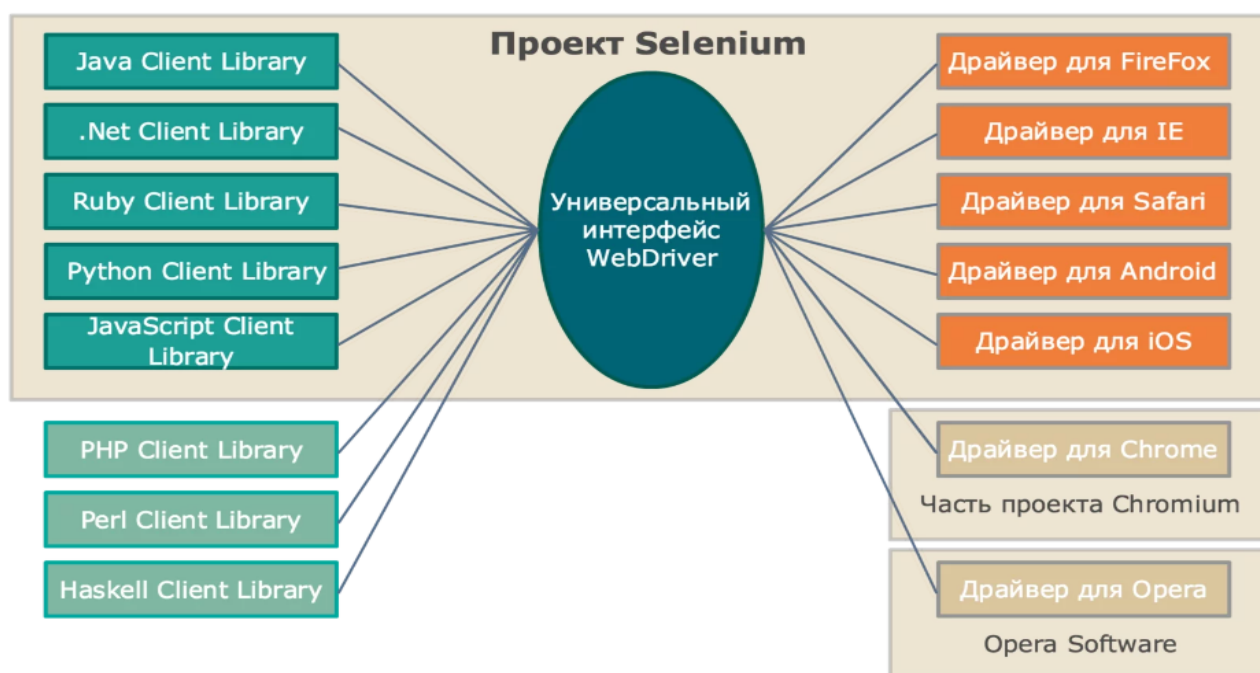 Проект Selenium
Java Client Library
.Net Client Library
Ruby Client Library
Python Client Library
JavaScript Client
Library
PHP Client Library
Perl Client Library
Haskell Client Library
Универсальный
интерфейс
WebDriver
Драйвер для FireFox
Драйвер для IE
Драйвер для Safari
Драйвер для Android
Драйвер для iOS
Драйвер для Chrome
Часть проекта Chromium
Драйвер для Opera
Opera Software